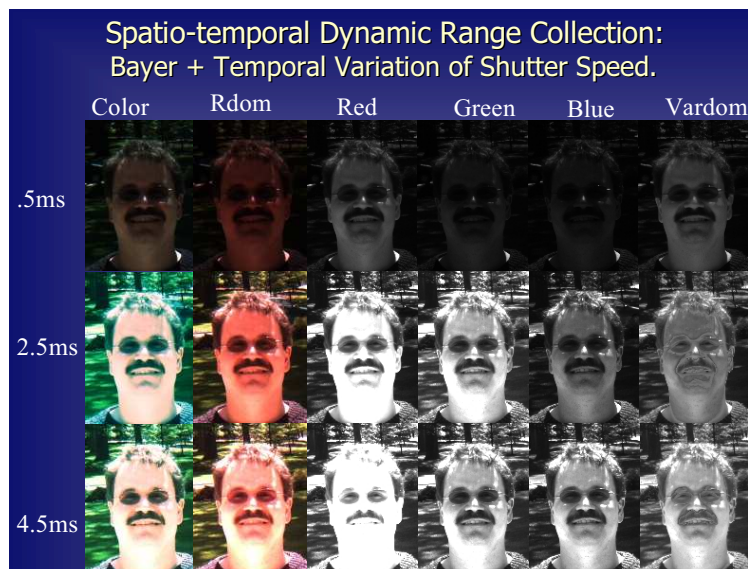 Spatio-temporal Dynamic Range Collection:
Bayer + Temporal Variation of Shutter Speed.
Color Rdom Red Green Blue Vardom
.5ms
2.5ms
4.5ms